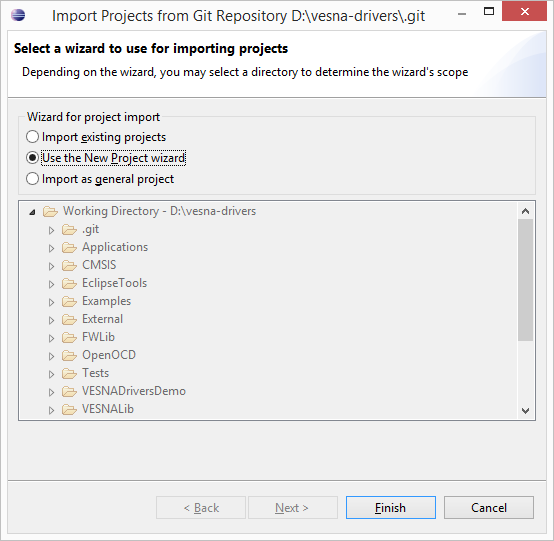 Import Projects from Git Repository D:\vesna-drivers\.git
Select a wizard to use for importing projects
Depending on the wizard, you may select a directory to determine the wizard's scope
Wizard for project import
Import existing projects
Use the New Project wizard
Import as general project
Working Directory - D:\vesna-drivers
.git
Applications
CMSIS
EclipseTools
Examples
External
FWLib
OpenOCD
Tests
VESNADriversDemo
VESNALib
< Back
Next >
Finish
Cancel